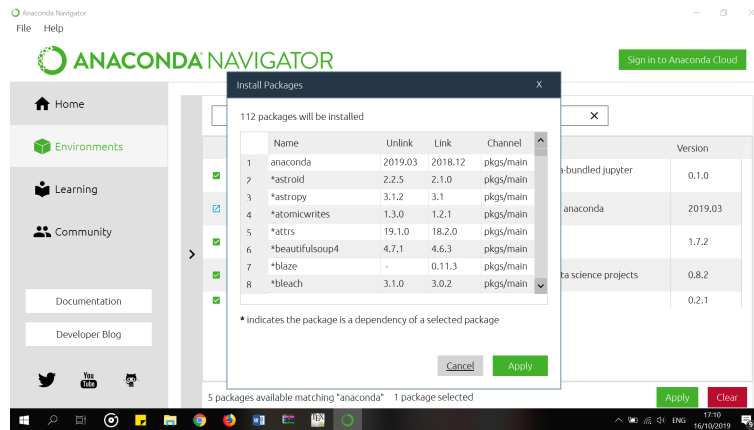 Anaconda Navigator
File Help
ANACONDA NAVIGATOR
Sign in to Anaconda Cloud
Home
Environments
Learning
Community
Documentation
Developer Blog
You
Tube
Install Packages X
112 packages will be installed
Name Unlink Link Channel
1 anaconda 2019.03 2018.12 pkgs/main
2 *astroid 2.2.5 2.1.0 pkgs/main
3 *astropy 3.1.2 3.1 pkgs/main
4 *atomicwrites 1.3.0 1.2.1 pkgs/main
5 *attrs 19.1.0 18.2.0 pkgs/main
6 *beautifulsoup4 4.7.1 4.6.3 pkgs/main
7 *blaze - 0.11.3 pkgs/main
8 *bleach 3.1.0 3.0.2 pkgs/main
* indicates the package is a dependency of a selected package
Cancel Apply
Version
-bundled jupyter 0.1.0
anaconda 2019.03
1.7.2
ta science projects 0.8.2
0.2.1
5 packages available matching "anaconda" 1 package selected
Apply Clear
ENG
17:10
16/10/2019